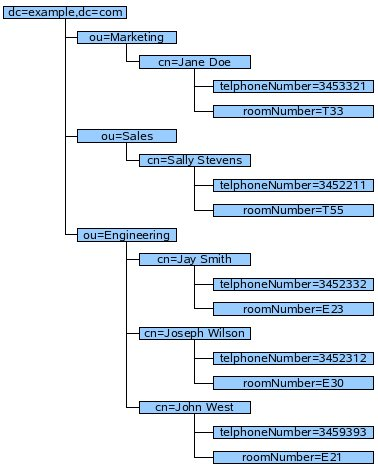 dc=example,dc=com
ou=Marketing
cn=Jane Doe
telphoneNumber=3453321
roomNumber=T33
ou=Sales
cn=Sally Stevens
telphoneNumber=3452211
roomNumber=T55
ou=Engineering
cn=Jay Smith
telphoneNumber=3452332
roomNumber=E23
cn=Joseph Wilson
telphoneNumber=3452312
roomNumber=E30
cn=John West
telphoneNumber=3459393
roomNumber=E21